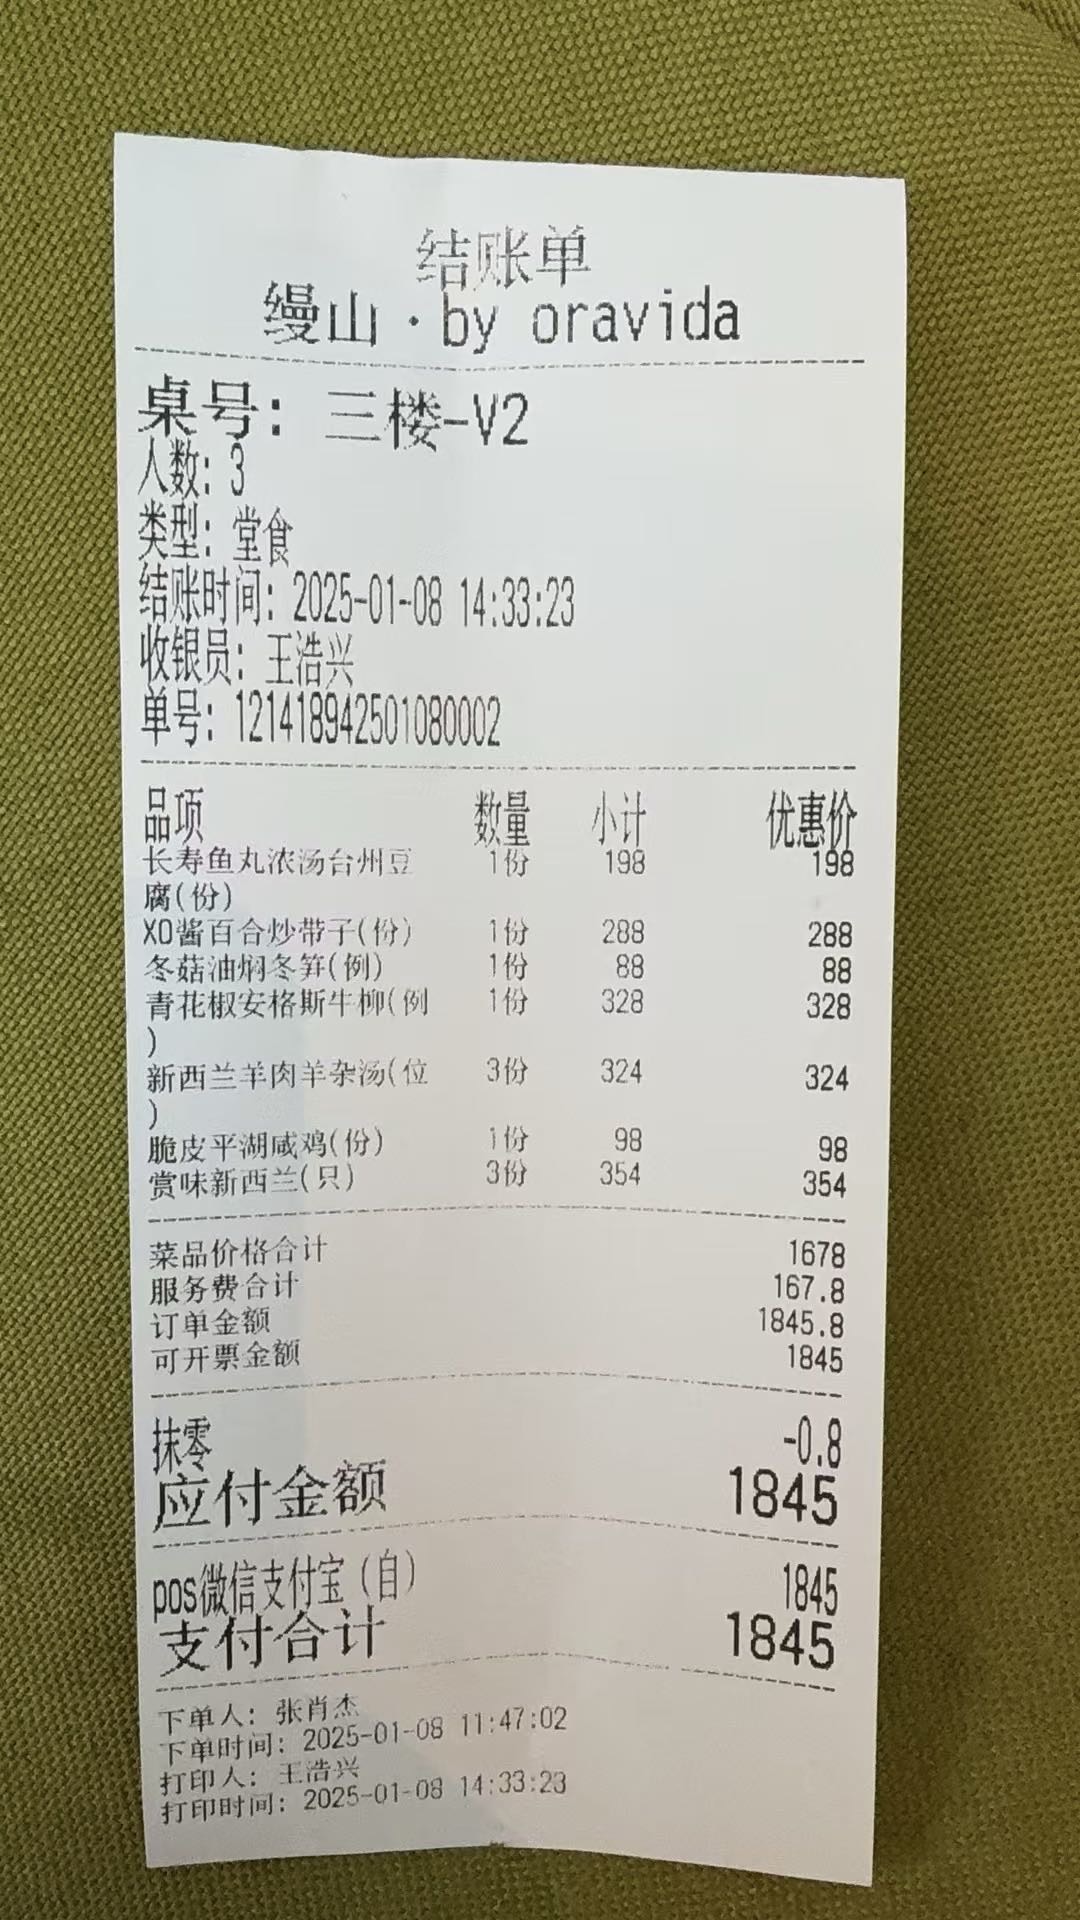 结账单
缦山·by oravida
桌号: 三楼-V2
人数: 3
类型: 堂食
结账时间: 2025-01-08 14:33:23
收银员: 王浩兴
单号: 121418942501080002
品项 数量 小计 优惠价
长寿鱼丸浓汤台州豆 1份 198 198
腐(份)
XO酱百合炒带子(份) 1份 288 288
冬菇油焖冬笋(例) 1份 88 88
青花椒安格斯牛柳(例 1份 328 328
)
新西兰羊肉羊杂汤(位 3份 324 324
)
脆皮平湖咸鸡(份) 1份 98 98
赏味新西兰(只) 3份 354 354
菜品价格合计 1678
服务费合计 167.8
订单金额 1845.8
可开票金额 1845
抹零 -0.8
应付金额 1845
pos微信支付宝(自) 1845
支付合计 1845
下单人: 张肖杰
下单时间: 2025-01-08 11:47:02
打印人: 王浩兴
打印时间: 2025-01-08 14:33:23